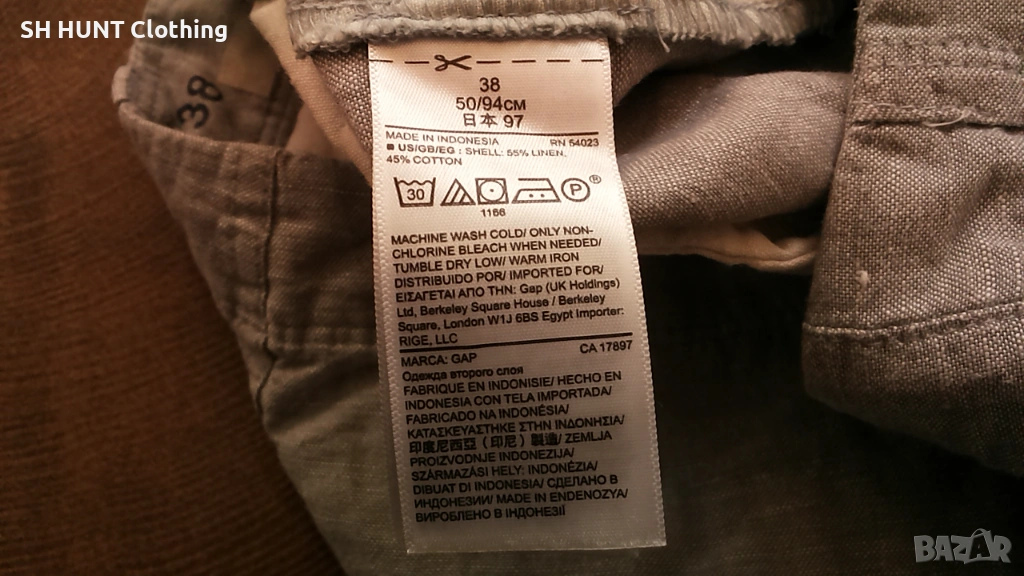 SH HUNT Clothing
38
38
50/94см
日本 97
MADE IN INDONESIA RN 54023
US/GB/EG : SHELL: 55% LINEN,
45% COTTON
30 P ®
1166
MACHINE WASH COLD/ ONLY NON-
CHLORINE BLEACH WHEN NEEDED/
TUMBLE DRY LOW/ WARM IRON
DISTRIBUIDO POR/ IMPORTED FOR/
ΕΙΣΑΓΕΤΑΙ ΑΠΟ ΤΗΝ: Gap (UK Holdings)
Ltd, Berkeley Square House / Berkeley
Square, London W1J 6BS Egypt Importer:
RIGE, LLC
MARCA: GAP CA 17897
Одежда второго слоя
FABRIQUE EN INDONISIE/ HECHO EN
INDONESIA CON TELA IMPORTADA/
FABRICADO NA INDONÉSIA/
ΚΑΤΑΣΚΕΥΑΣΤΗΚΕ ΣΤΗΝ ΙΝΔΟΝΗΣΙΑ/
印度尼西亞 (印尼) 製造/ ZEMLJA
PROIZVODNJE INDONEZIJA/
SZÁRMAZÁSI HELY: INDONÉZIA/
DIBUAT DI INDONESIA/ СДЕЛАНО В
ИНДОНЕЗИИ/ MADE IN ENDENOZYA/
ВИРОБЛЕНО В ІНДОНЕЗІЇ
BAZAR